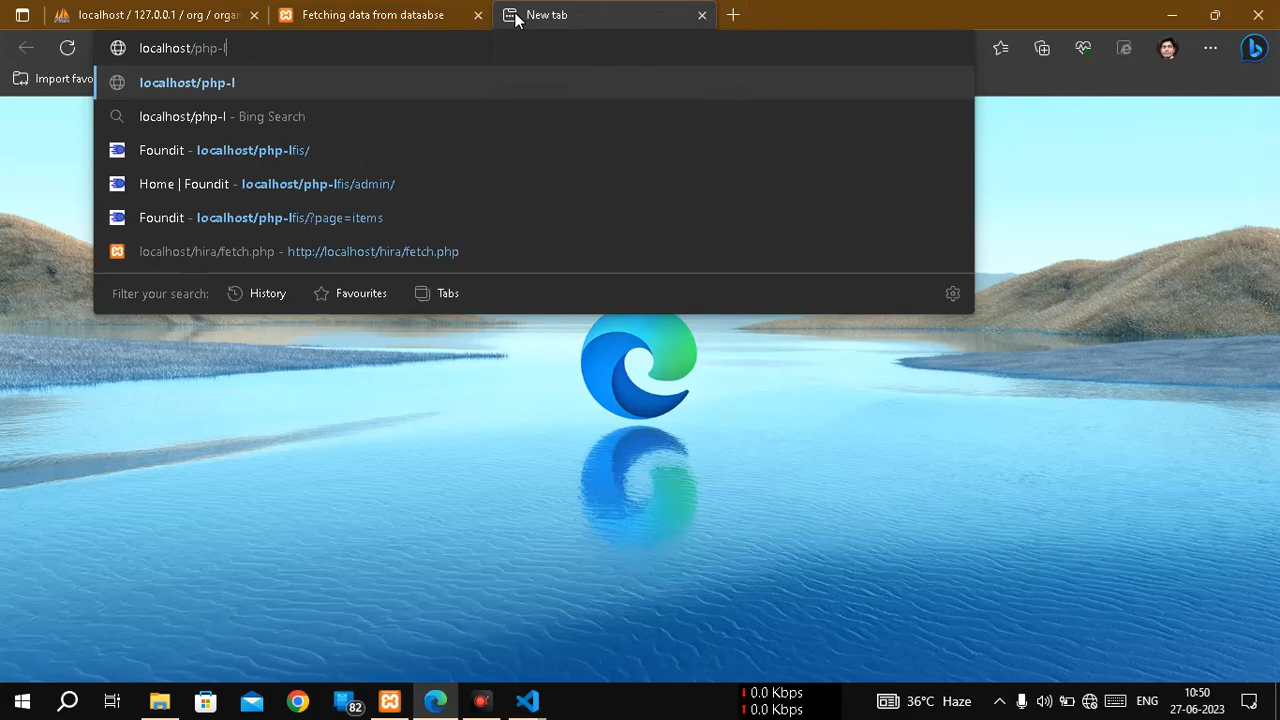 localhost / 127.0.0.1 / org / organ
Fetching data from dataabse
New tab
localhost/php-l
Import favo
localhost/php-l
localhost/php-l - Bing Search
Foundit - localhost/php-lfis/
Home | Foundit - localhost/php-lfis/admin/
Foundit - localhost/php-lfis/?page=items
localhost/hira/fetch.php - http://localhost/hira/fetch.php
Filter your search: History Favourites Tabs
82
0.0 Kbps
0.0 Kbps
36°C Haze
ENG
10:50
27-06-2023